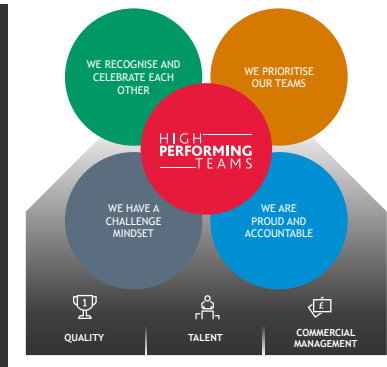 WE RECOGNISE AND
CELEBRATE EACH
OTHER
WE PRIORITISE
OUR TEAMS
HIGH
PERFORMING
TEAMS
WE HAVE A
CHALLENGE
MINDSET
WE ARE
PROUD AND
ACCOUNTABLE
1
£
QUALITY
TALENT
COMMERCIAL
MANAGEMENT